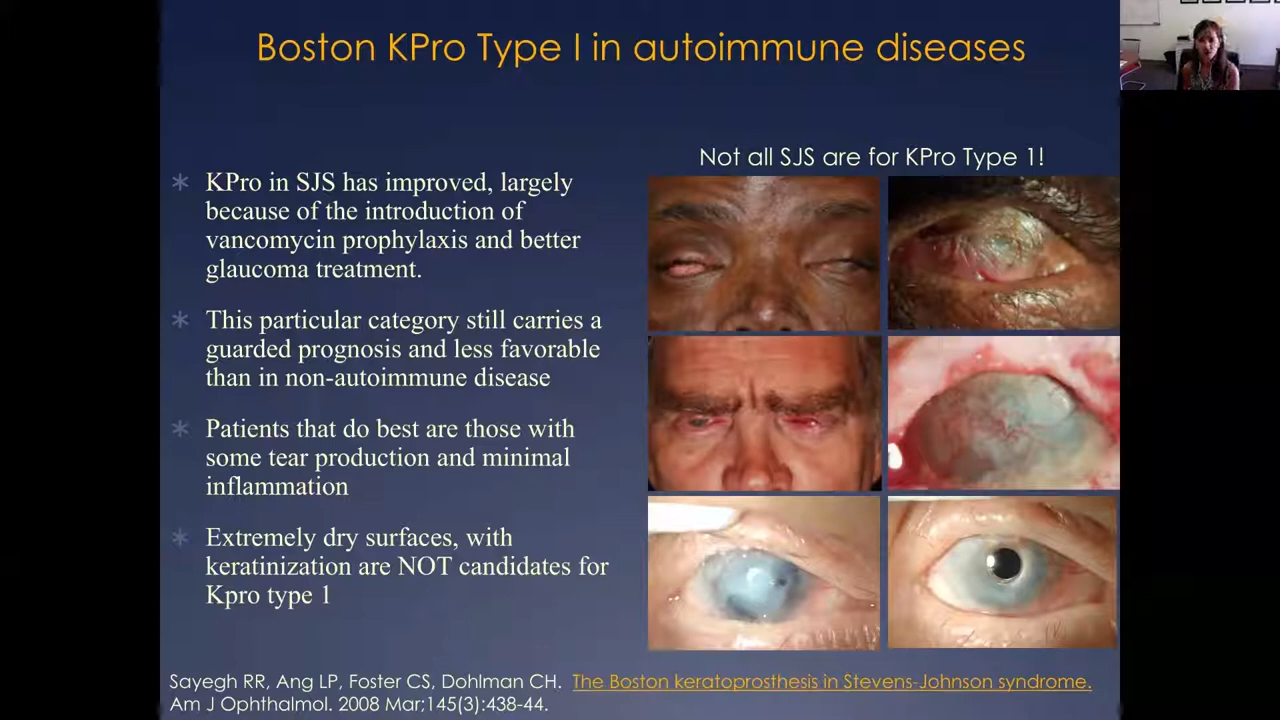 Boston KPro Type I in autoimmune diseases
Not all SJS are for KPro Type 1!
KPro in SJS has improved, largely
because of the introduction of
vancomycin prophylaxis and better
glaucoma treatment.
This particular category still carries a
guarded prognosis and less favorable
than in non-autoimmune disease
Patients that do best are those with
some tear production and minimal
inflammation
Extremely dry surfaces, with
keratinization are NOT candidates for
Kpro type 1
Sayegh RR, Ang LP, Foster CS, Dohlman CH. The Boston keratoprosthesis in Stevens-Johnson syndrome.
Am J Ophthalmol. 2008 Mar;145(3):438-44.